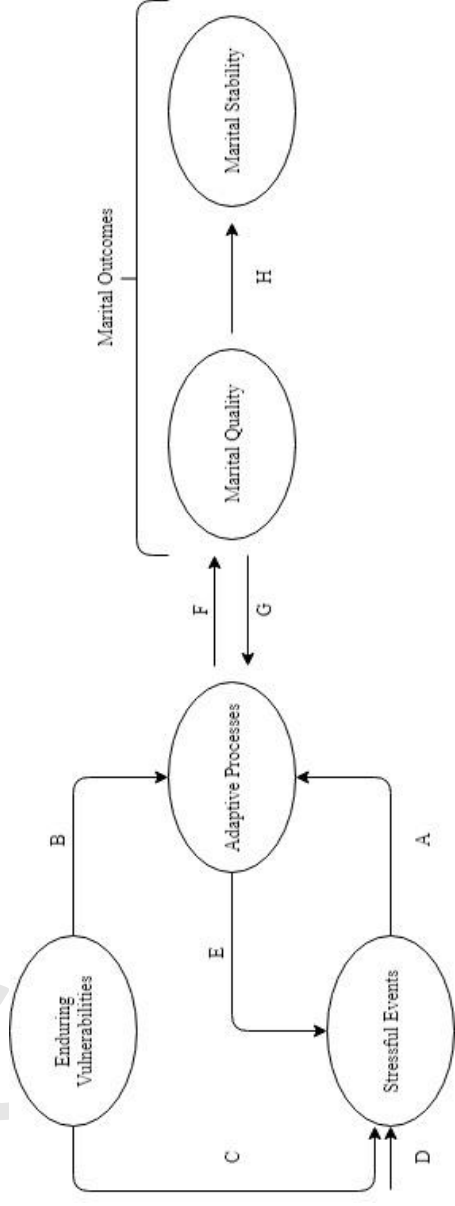 Marital Outcomes
Enduring
Vulnerabilities
B
C
E
Adaptive Processes
F
G
Marital Quality
H
Marital Stability
Stressful Events
D
A